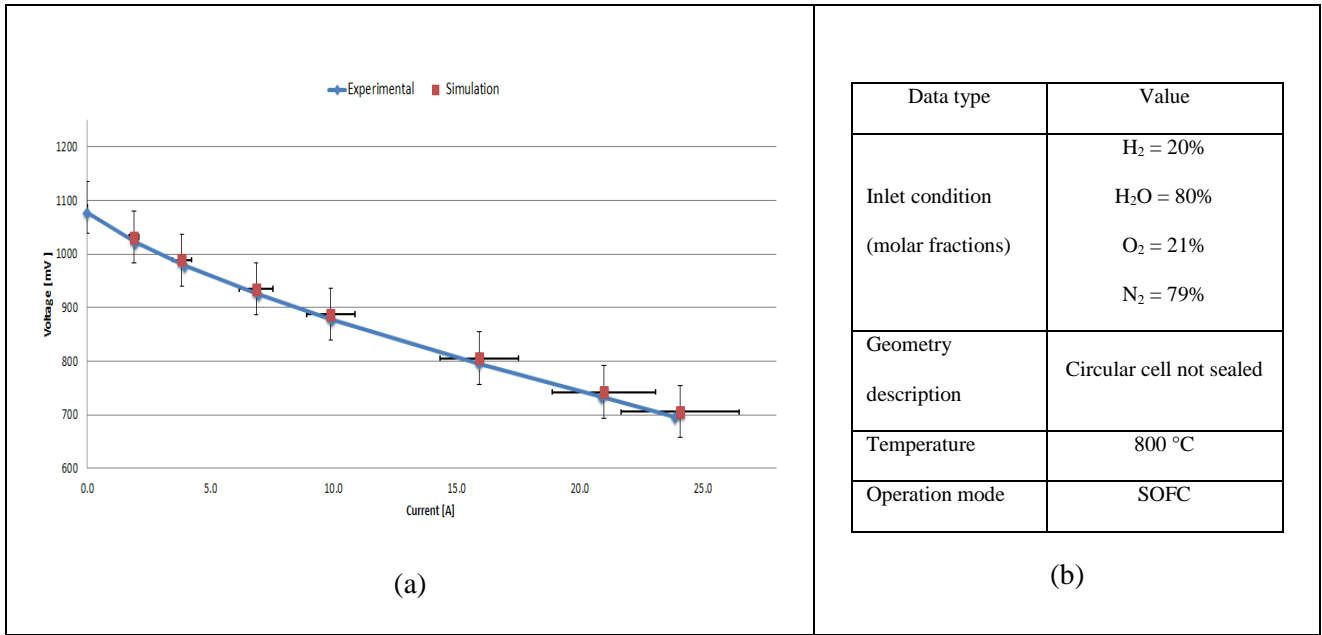 Experimental Simulation
1200
1100
1000
900
800
700
600
Voltage [mV ]
0.0 5.0 10.0 15.0 20.0 25.0
Current [A]
(a)
Data type Value
Inlet condition
(molar fractions)
H₂ = 20%
H₂O = 80%
O₂ = 21%
N₂ = 79%
Geometry
description
Circular cell not sealed
Temperature 800 °C
Operation mode SOFC
(b)